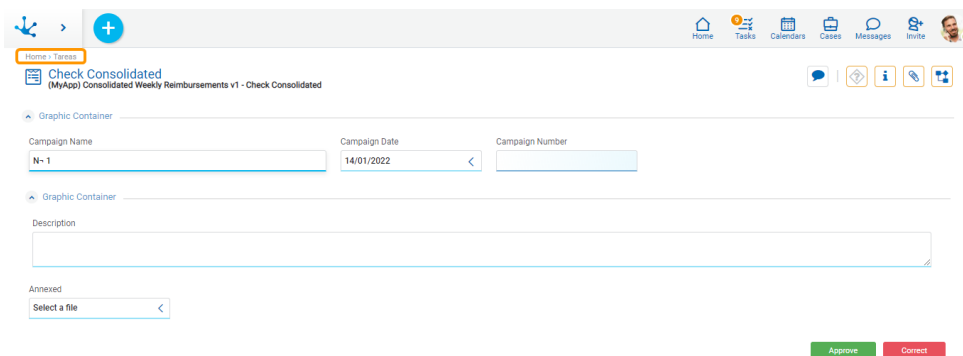 9
Home Tasks Calendars Cases Messages Invite
Home › Tareas
Check Consolidated
(MyApp) Consolidated Weekly Reimbursements v1 - Check Consolidated
Graphic Container
Campaign Name Campaign Date Campaign Number
N¬ 1 14/01/2022
Graphic Container
Description
Annexed
Select a file
Approve Correct